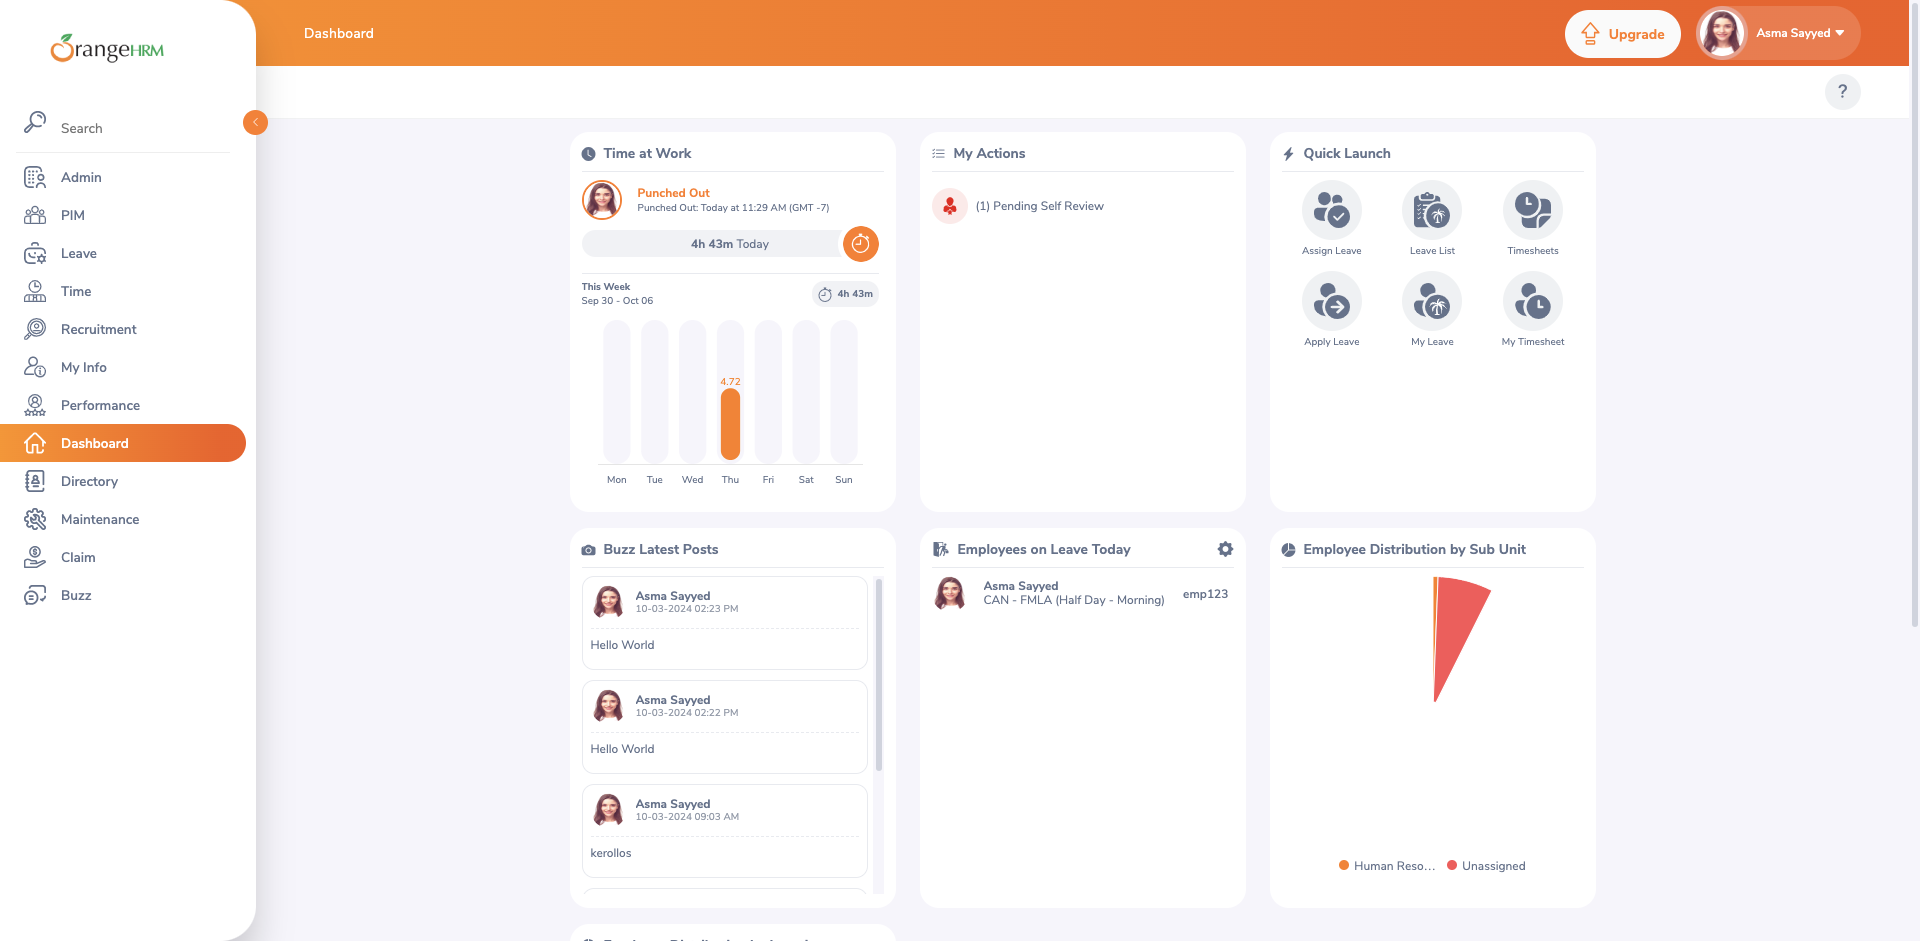 OrangeHRM
Search
Admin
PIM
Leave
Time
Recruitment
My Info
Performance
Dashboard
Directory
Maintenance
Claim
Buzz
Dashboard
Upgrade
Asma Sayyed
?
Time at Work
Punched Out
Punched Out: Today at 11:29 AM (GMT -7)
4h 43m Today
This Week
Sep 30 - Oct 06
4h 43m
4.72
Mon Tue Wed Thu Fri Sat Sun
My Actions
(1) Pending Self Review
Quick Launch
Assign Leave
Leave List
Timesheets
Apply Leave
My Leave
My Timesheet
Buzz Latest Posts
Asma Sayyed
10-03-2024 02:23 PM
Hello World
Asma Sayyed
10-03-2024 02:22 PM
Hello World
Asma Sayyed
10-03-2024 09:03 AM
kerollos
Employees on Leave Today
Asma Sayyed
CAN - FMLA (Half Day - Morning)
emp123
Employee Distribution by Sub Unit
Human Reso...
Unassigned